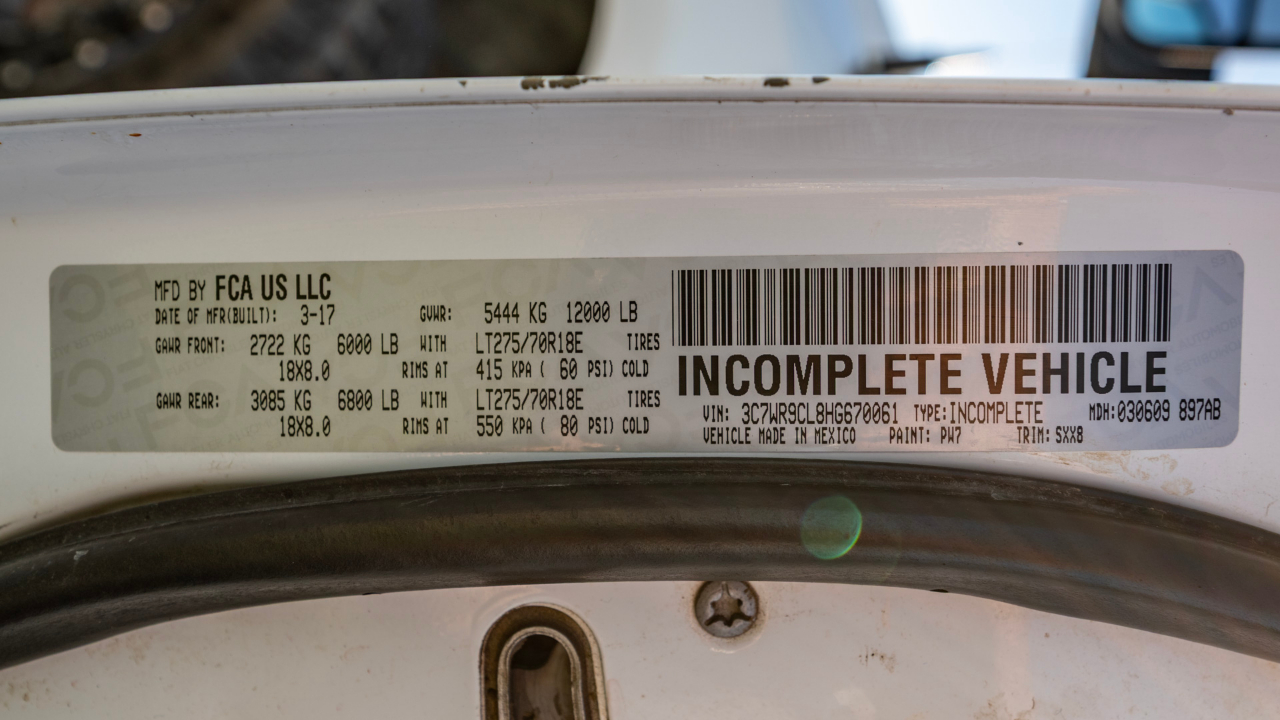 MFD BY FCA US LLC
DATE OF MFR(BUILT): 3-17 GVWR: 5444 KG 12000 LB
GAWR FRONT: 2722 KG 6000 LB WITH LT275/70R18E TIRES
18X8.0 RIMS AT 415 KPA ( 60 PSI) COLD
GAWR REAR: 3085 KG 6800 LB WITH LT275/70R18E TIRES
18X8.0 RIMS AT 550 KPA ( 80 PSI) COLD
INCOMPLETE VEHICLE
VIN: 3C7WR9CL8HG670061 TYPE:INCOMPLETE MDH:030609 897AB
VEHICLE MADE IN MEXICO PAINT: PW7 TRIM: SXX8